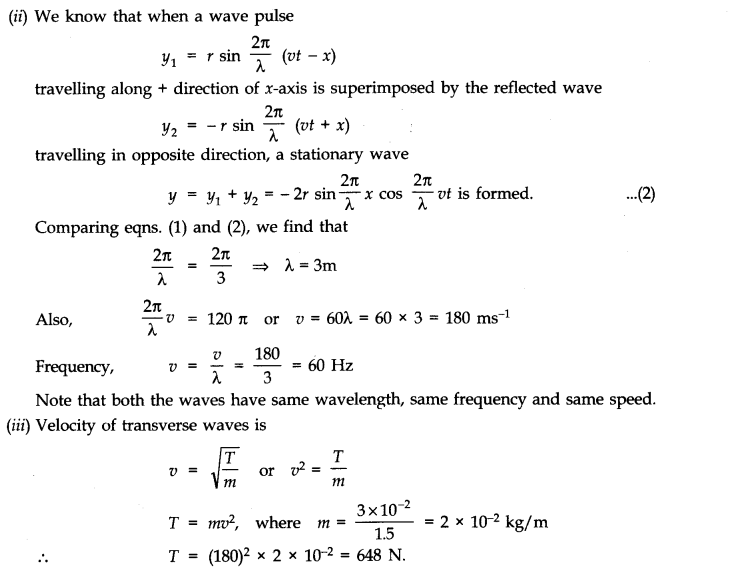 (ii) We know that when a wave pulse
y₁ = r sin 2π/λ (vt – x)
travelling along + direction of x-axis is superimposed by the reflected wave
y₂ = – r sin 2π/λ (vt + x)
travelling in opposite direction, a stationary wave
y = y₁ + y₂ = – 2r sin 2π/λ x cos 2π/λ vt is formed. ...(2)
Comparing eqns. (1) and (2), we find that
2π/λ = 2π/3 ⇒ λ = 3m
Also, 2π/λ v = 120 π or v = 60λ = 60 × 3 = 180 ms⁻¹
Frequency, υ = v/λ = 180/3 = 60 Hz
Note that both the waves have same wavelength, same frequency and same speed.
(iii) Velocity of transverse waves is
v = √(T/m) or v² = T/m
T = mv², where m = 3×10⁻²/1.5 = 2 × 10⁻² kg/m
∴ T = (180)² × 2 × 10⁻² = 648 N.